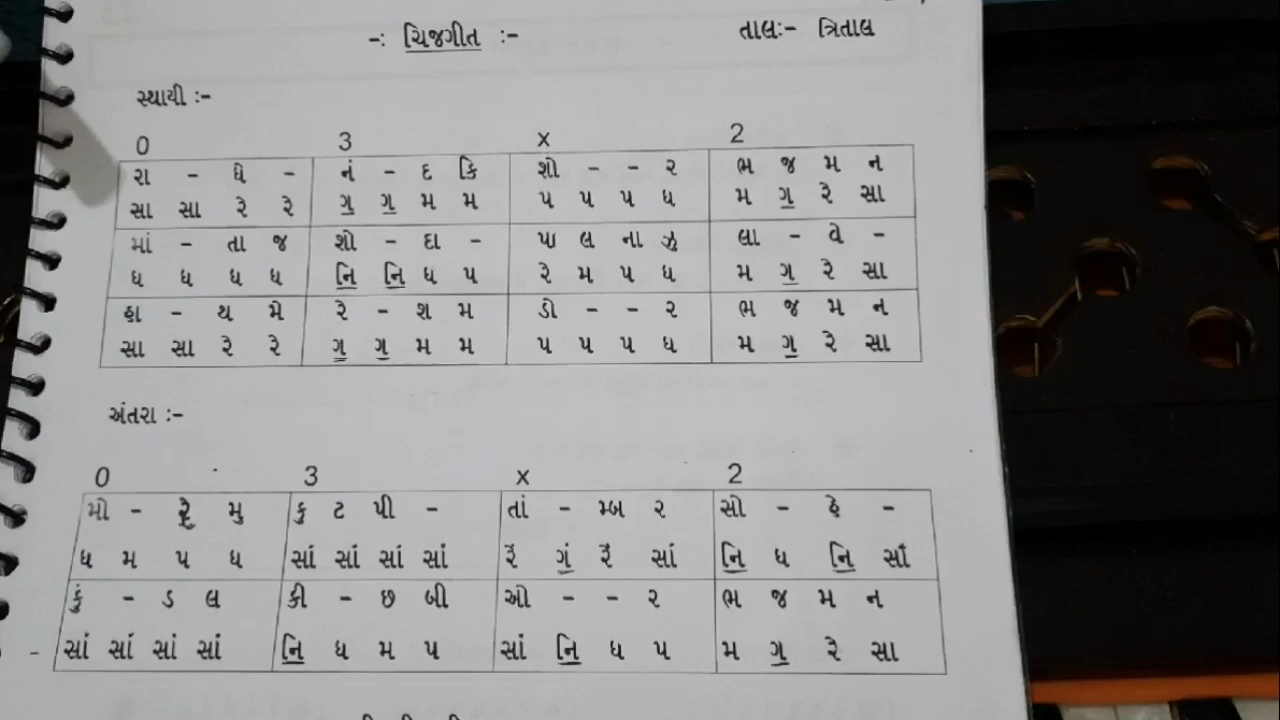 -: ચિજગીત :-
તાલ:- ત્રિતાલ
સ્થાયી :-
0 3 x 2
રા - ધે - નં - દ કિ શો - - ર ભ જ મ ન
સા સા રે રે ગ॒ ગ॒ મ મ પ પ પ ધ મ ગ॒ રે સા
માં - તા જ શો - દા - પા લ ના ઝુ લા - વે -
ધ ધ ધ ધ નિ॒ નિ॒ ધ પ રે મ પ ધ મ ગ॒ રે સા
હા - થ મે રે - શ મ ડો - - ર ભ જ મ ન
સા સા રે રે ગ॒ ગ॒ મ મ પ પ પ ધ મ ગ॒ રે સા
અંતરા :-
0 3 x 2
મો - રે મુ કુ ટ પી - તાં - મ્બ ર સો - હે -
ધ મ પ ધ સાં સાં સાં સાં રેં ગં॒ રેં સાં નિ॒ ધ નિ॒ સાં
કું - ડ લ કી - છ બી ઓ - - ર ભ જ મ ન
સાં સાં સાં સાં નિ॒ ધ મ પ સાં નિ॒ ધ પ મ ગ॒ રે સા